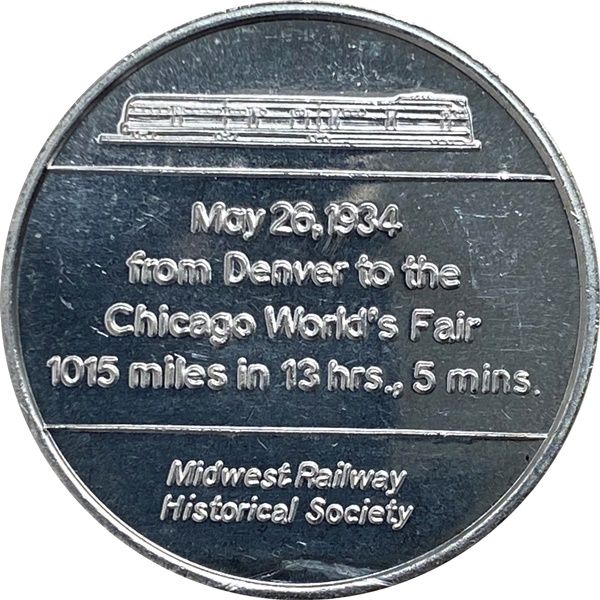 May 26, 1934
from Denver to the
Chicago World's Fair
1015 miles in 13 hrs., 5 mins.
Midwest Railway
Historical Society